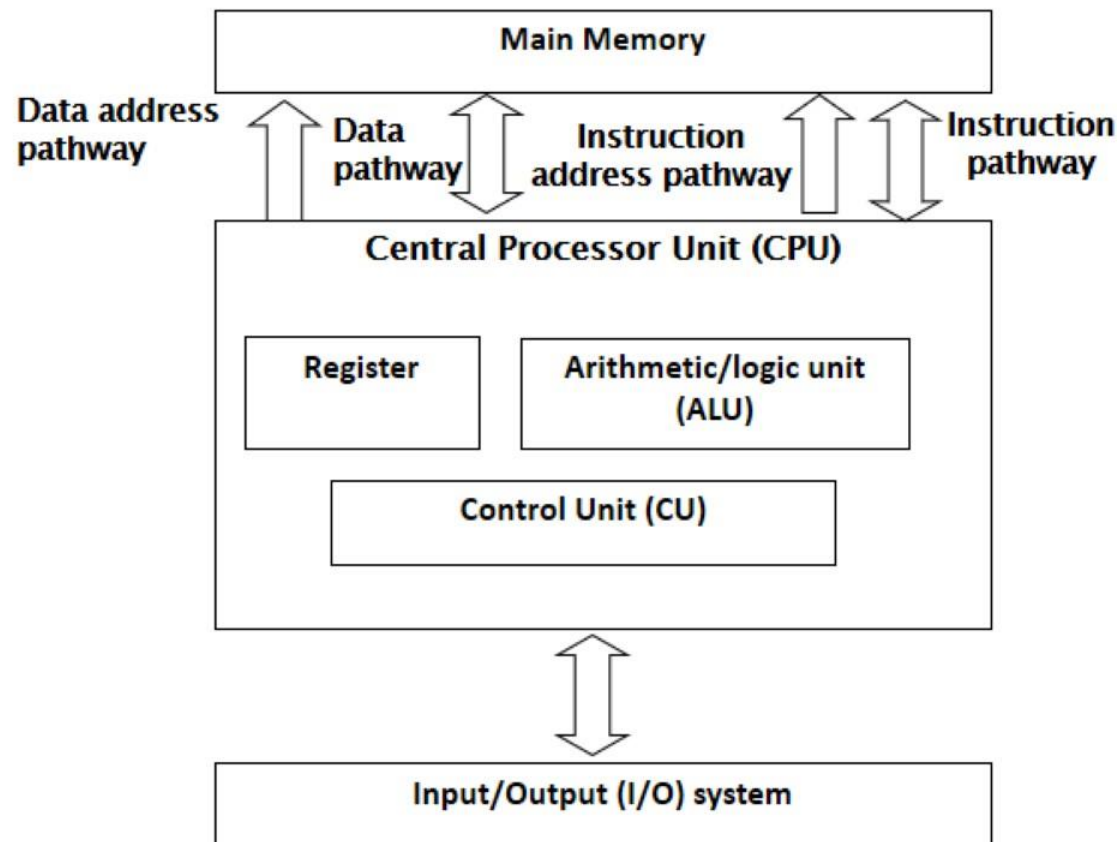 Main Memory
Data address
pathway
Data
pathway
Instruction
address pathway
Instruction
pathway
Central Processor Unit (CPU)
Register
Arithmetic/logic unit
(ALU)
Control Unit (CU)
Input/Output (I/O) system